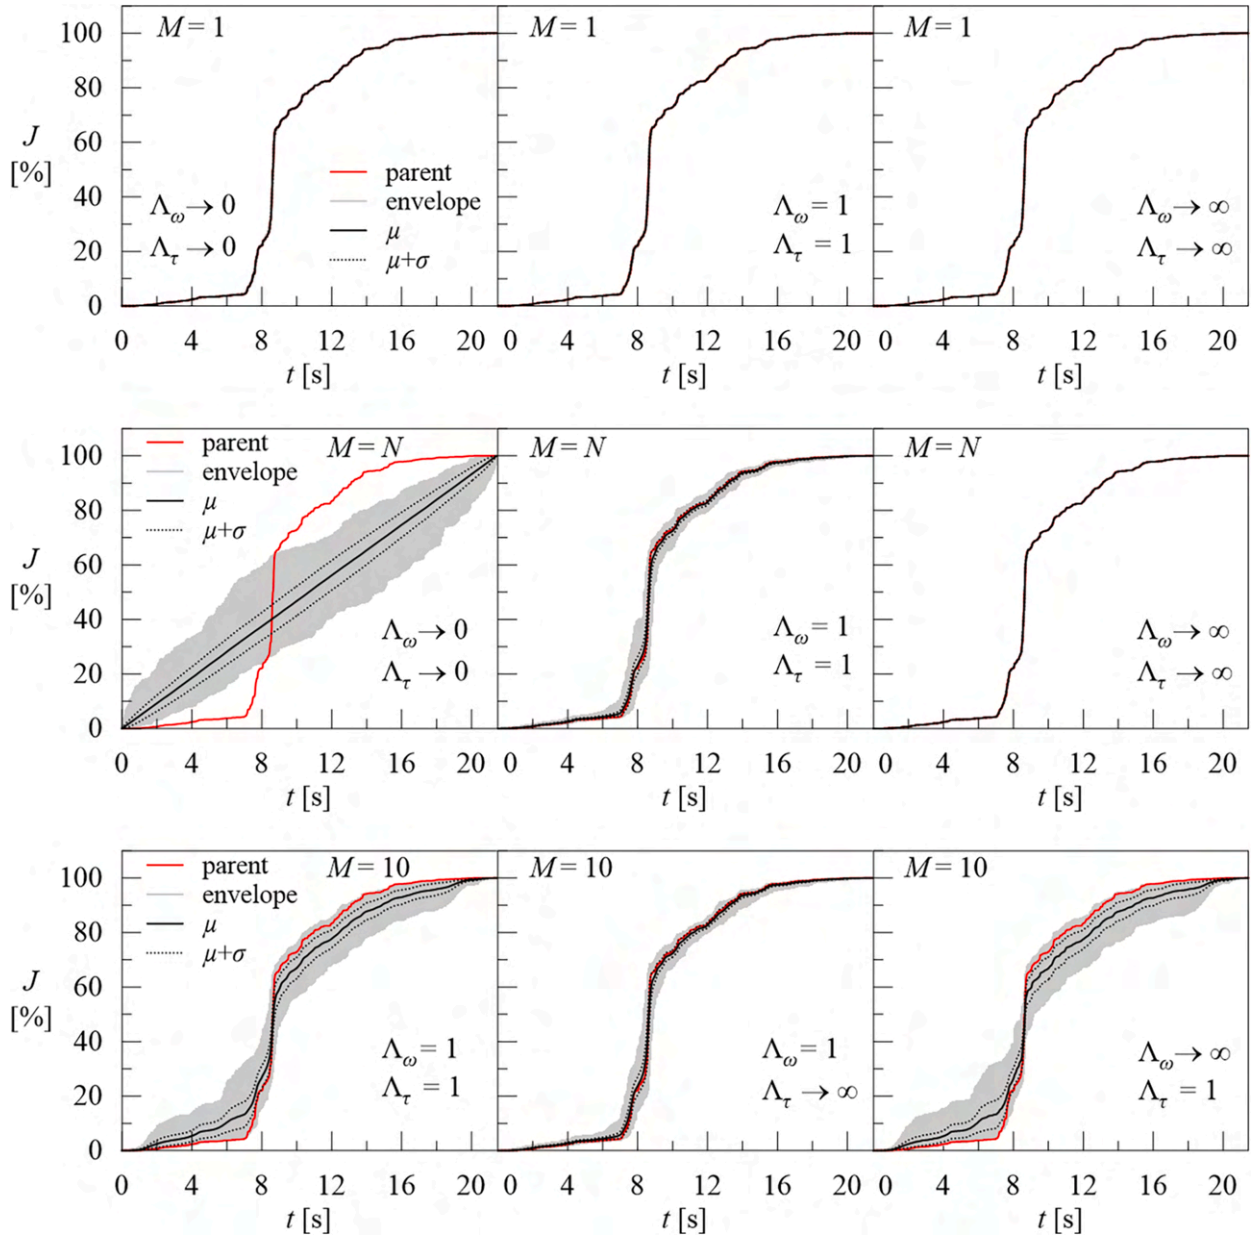 M = 1 M = 1 M = 1
100
80
J
[%]
60
40
20
0
parent
envelope
μ
μ+σ
Λω → 0
Λτ → 0
Λω = 1
Λτ = 1
Λω → ∞
Λτ → ∞
0 4 8 12 16 20 0 4 8 12 16 20 0 4 8 12 16 20
t [s] t [s] t [s]
parent
envelope
μ
μ+σ
M = N M = N M = N
100
80
J
[%]
60
40
20
0
Λω → 0
Λτ → 0
Λω = 1
Λτ = 1
Λω → ∞
Λτ → ∞
0 4 8 12 16 20 0 4 8 12 16 20 0 4 8 12 16 20
t [s] t [s] t [s]
parent
envelope
μ
μ+σ
M = 10 M = 10 M = 10
100
80
J
[%]
60
40
20
0
Λω = 1
Λτ = 1
Λω = 1
Λτ → ∞
Λω → ∞
Λτ = 1
0 4 8 12 16 20 0 4 8 12 16 20 0 4 8 12 16 20
t [s] t [s] t [s]